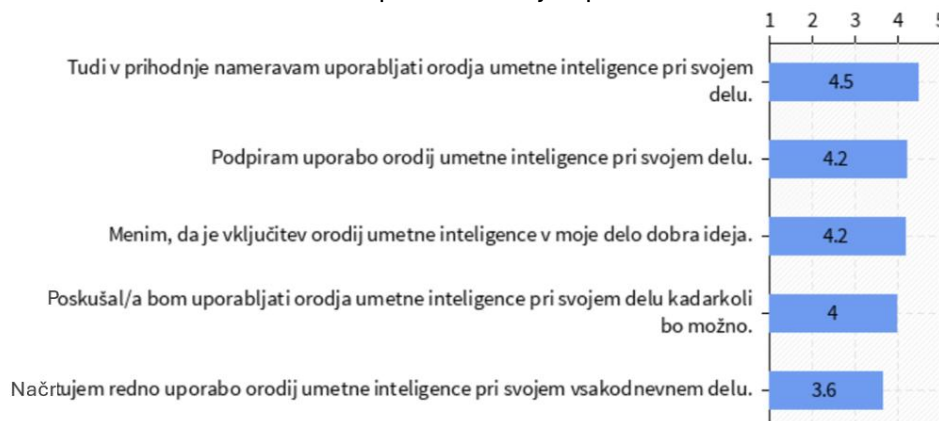 1 2 3 4 5
Tudi v prihodnje nameravam uporabljati orodja umetne inteligence pri svojem
delu.
4.5
Podpiram uporabo orodij umetne inteligence pri svojem delu.
4.2
Menim, da je vključitev orodij umetne inteligence v moje delo dobra ideja.
4.2
Poskušal/a bom uporabljati orodja umetne inteligence pri svojem delu kadarkoli
bo možno.
4
Načrtujem redno uporabo orodij umetne inteligence pri svojem vsakodnevnem delu.
3.6